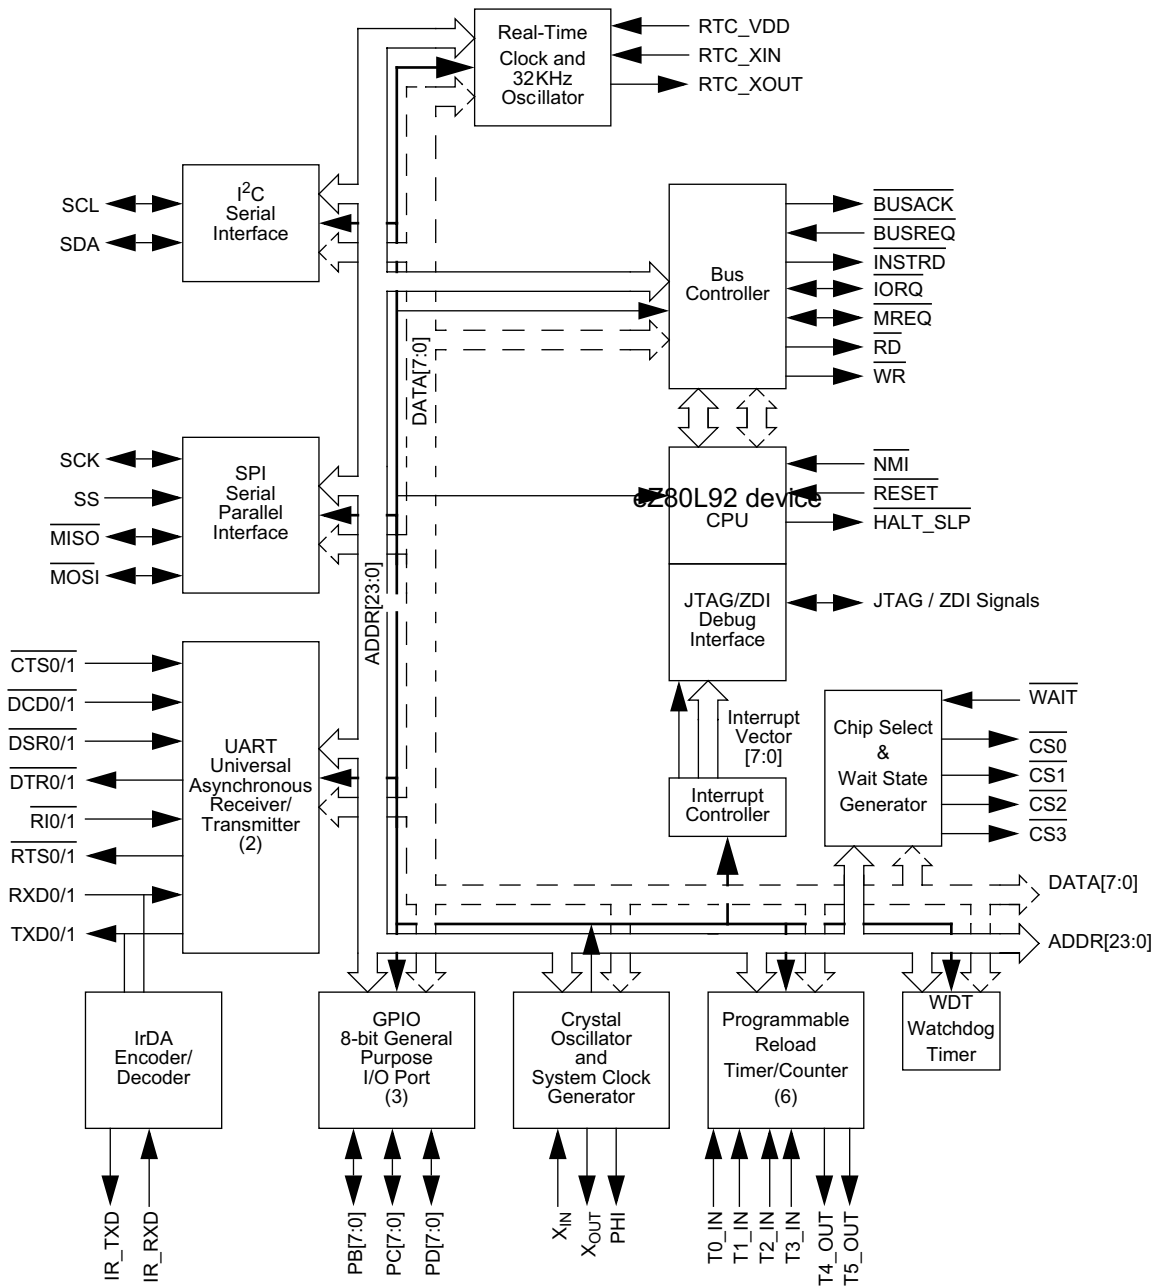 Real-Time
Clock and
32KHz
Oscillator
RTC_VDD
RTC_XIN
RTC_XOUT
I²C
Serial
Interface
SCL
SDA
Bus
Controller
BUSACK
BUSREQ
INSTRD
IORQ
MREQ
RD
WR
DATA[7:0]
SPI
Serial
Parallel
Interface
SCK
SS
MISO
MOSI
eZ80L92 device
CPU
NMI
RESET
HALT_SLP
JTAG/ZDI
Debug
Interface
JTAG / ZDI Signals
ADDR[23:0]
CTS0/1
DCD0/1
DSR0/1
DTR0/1
RI0/1
RTS0/1
RXD0/1
TXD0/1
UART
Universal
Asynchronous
Receiver/
Transmitter
(2)
Interrupt
Vector
[7:0]
Interrupt
Controller
Chip Select
&
Wait State
Generator
WAIT
CS0
CS1
CS2
CS3
DATA[7:0]
ADDR[23:0]
IrDA
Encoder/
Decoder
GPIO
8-bit General
Purpose
I/O Port
(3)
Crystal
Oscillator
and
System Clock
Generator
Programmable
Reload
Timer/Counter
(6)
WDT
Watchdog
Timer
IR_TXD
IR_RXD
PB[7:0]
PC[7:0]
PD[7:0]
XIN
XOUT
PHI
T0_IN
T1_IN
T2_IN
T3_IN
T4_OUT
T5_OUT